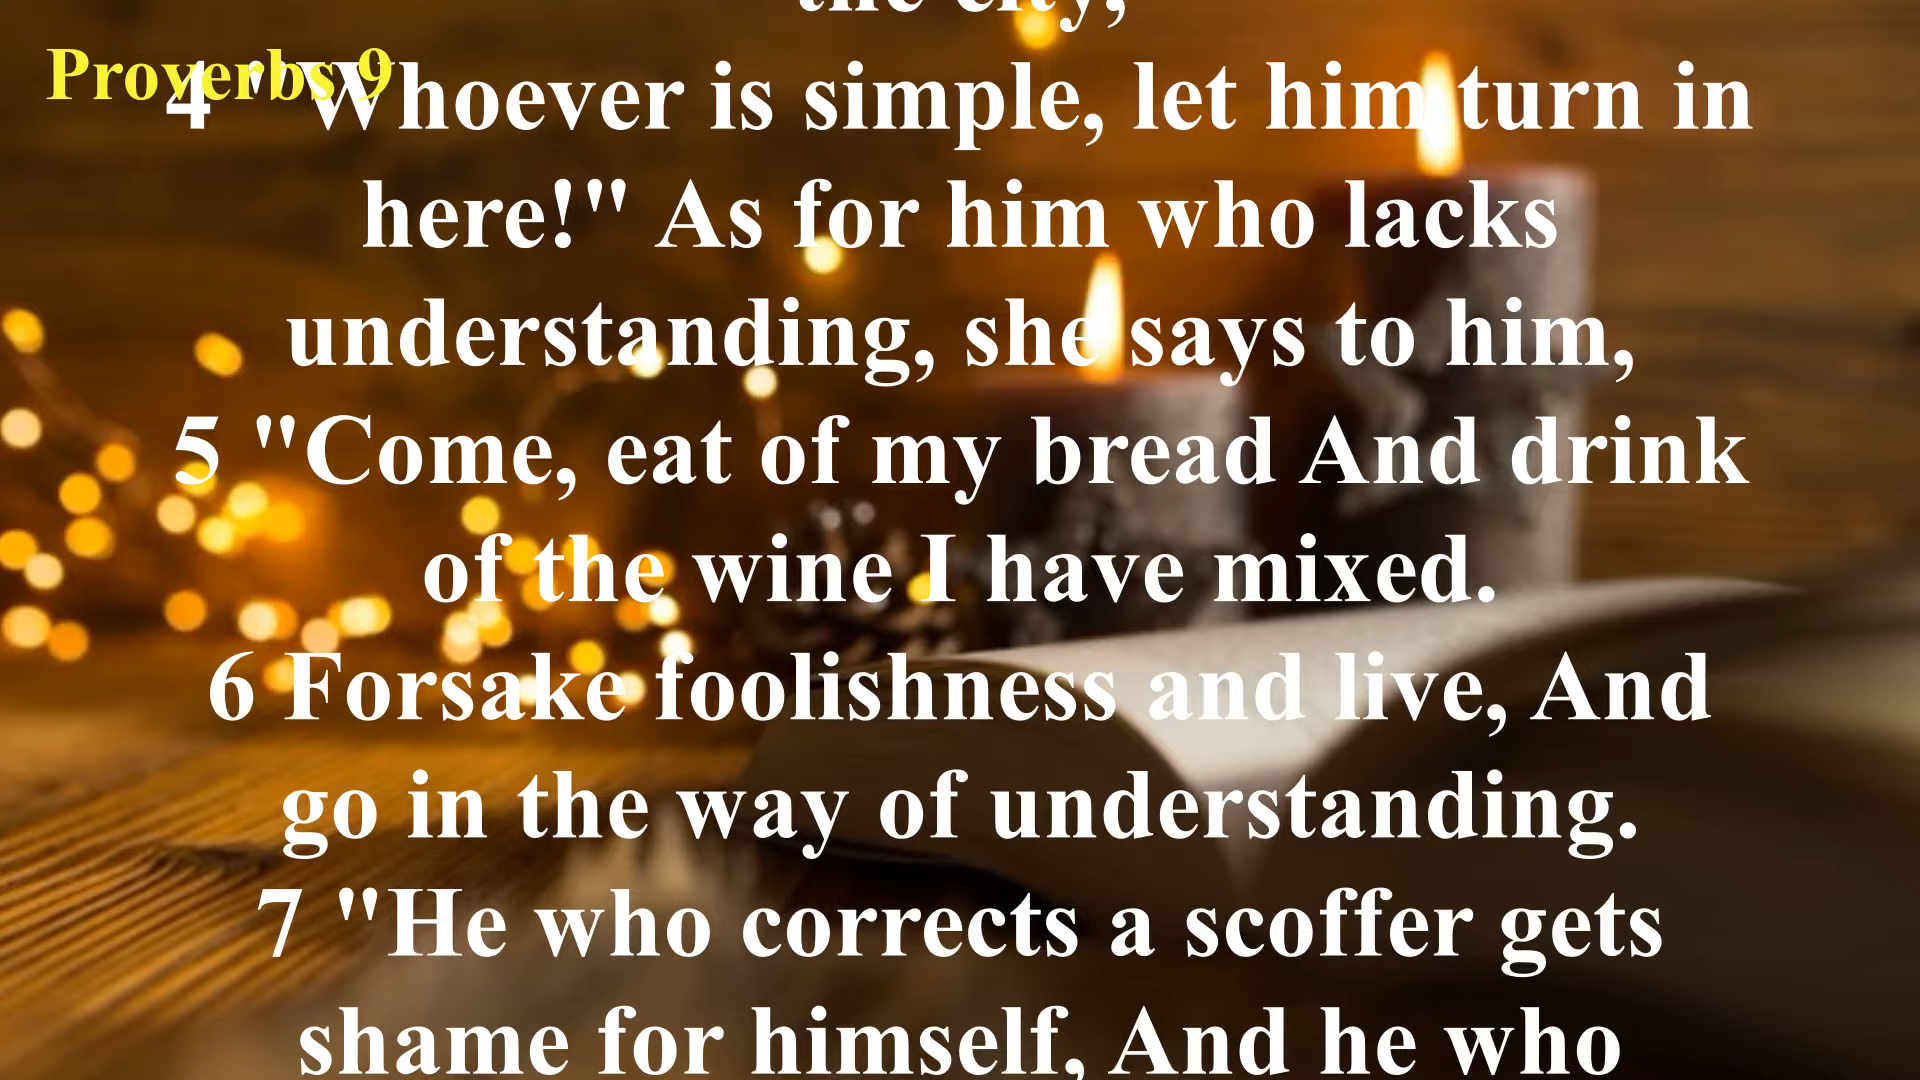 the city,
Proverbs 9
4 "Whoever is simple, let him turn in
here!" As for him who lacks
understanding, she says to him,
5 "Come, eat of my bread And drink
of the wine I have mixed.
6 Forsake foolishness and live, And
go in the way of understanding.
7 "He who corrects a scoffer gets
shame for himself, And he who